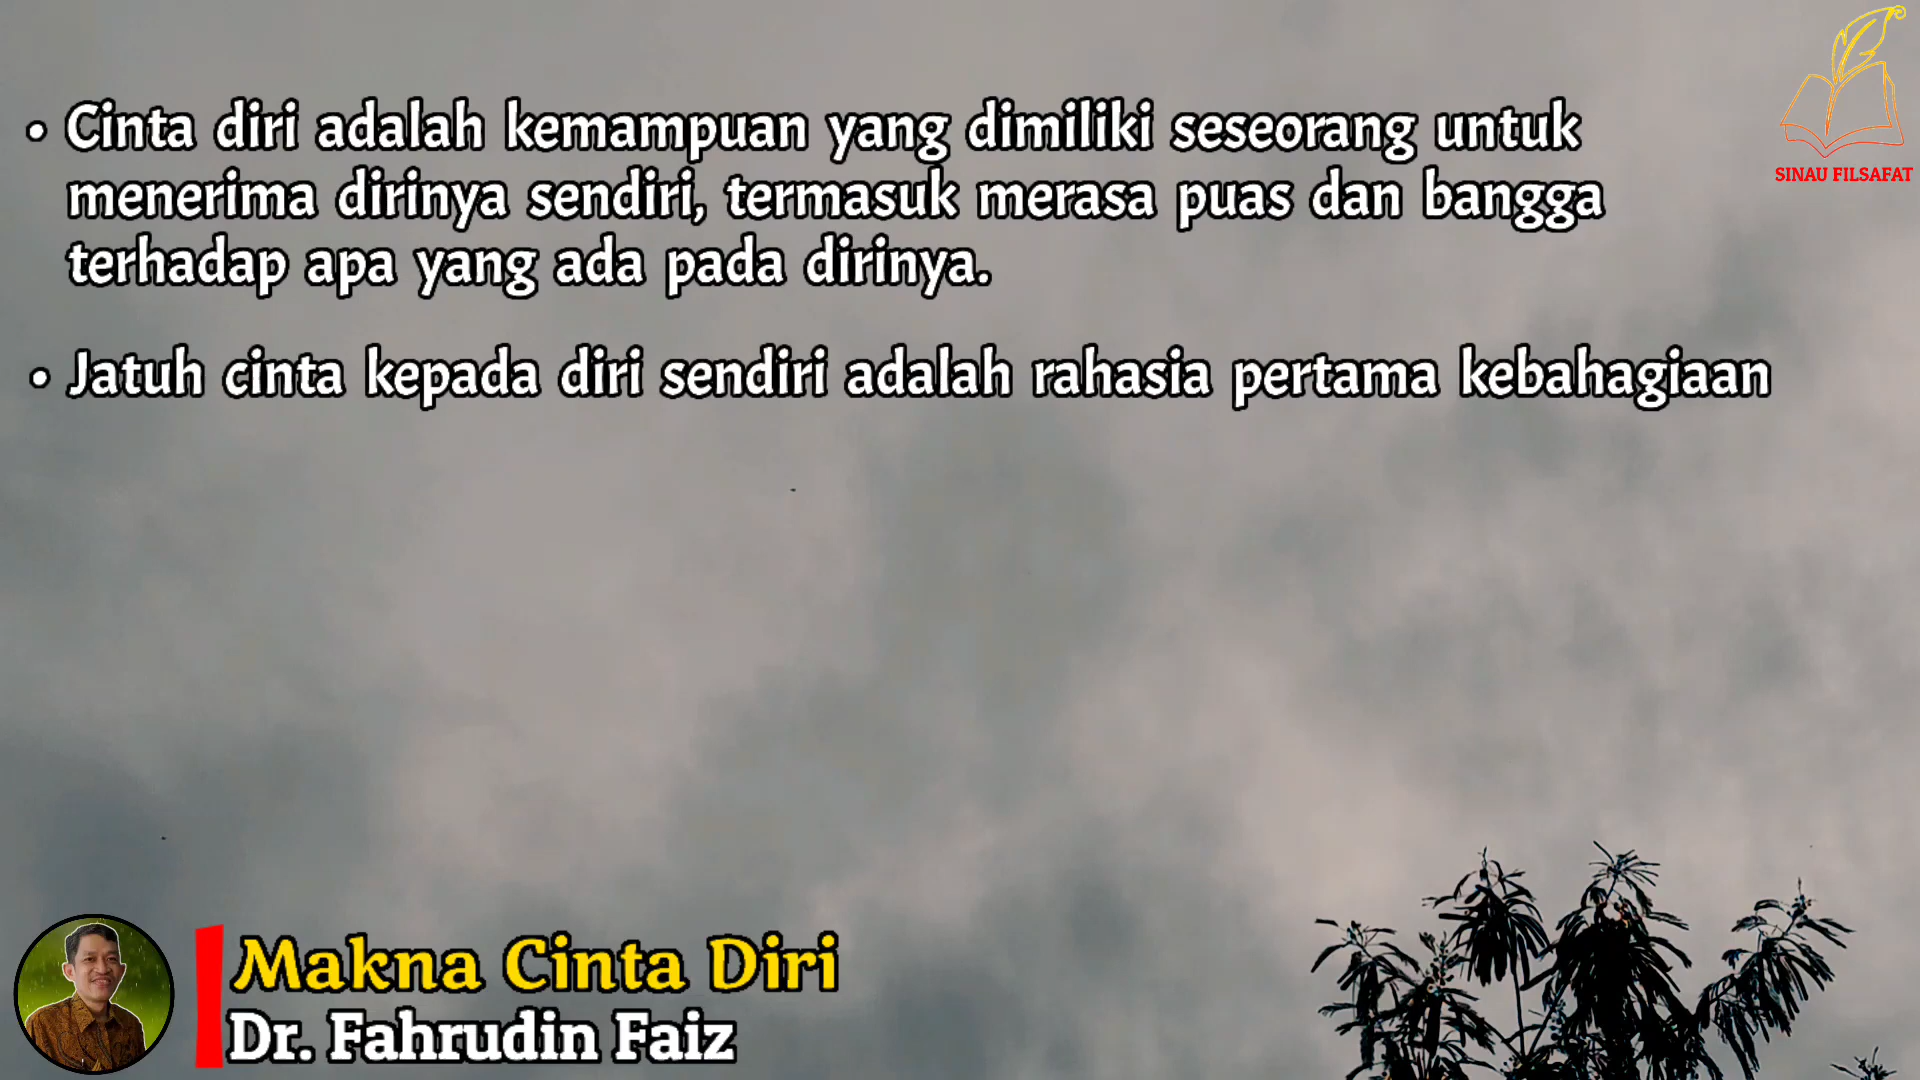 • Cinta diri adalah kemampuan yang dimiliki seseorang untuk
menerima dirinya sendiri, termasuk merasa puas dan bangga
terhadap apa yang ada pada dirinya.
• Jatuh cinta kepada diri sendiri adalah rahasia pertama kebahagiaan
SINAU FILSAFAT
Makna Cinta Diri
Dr. Fahrudin Faiz